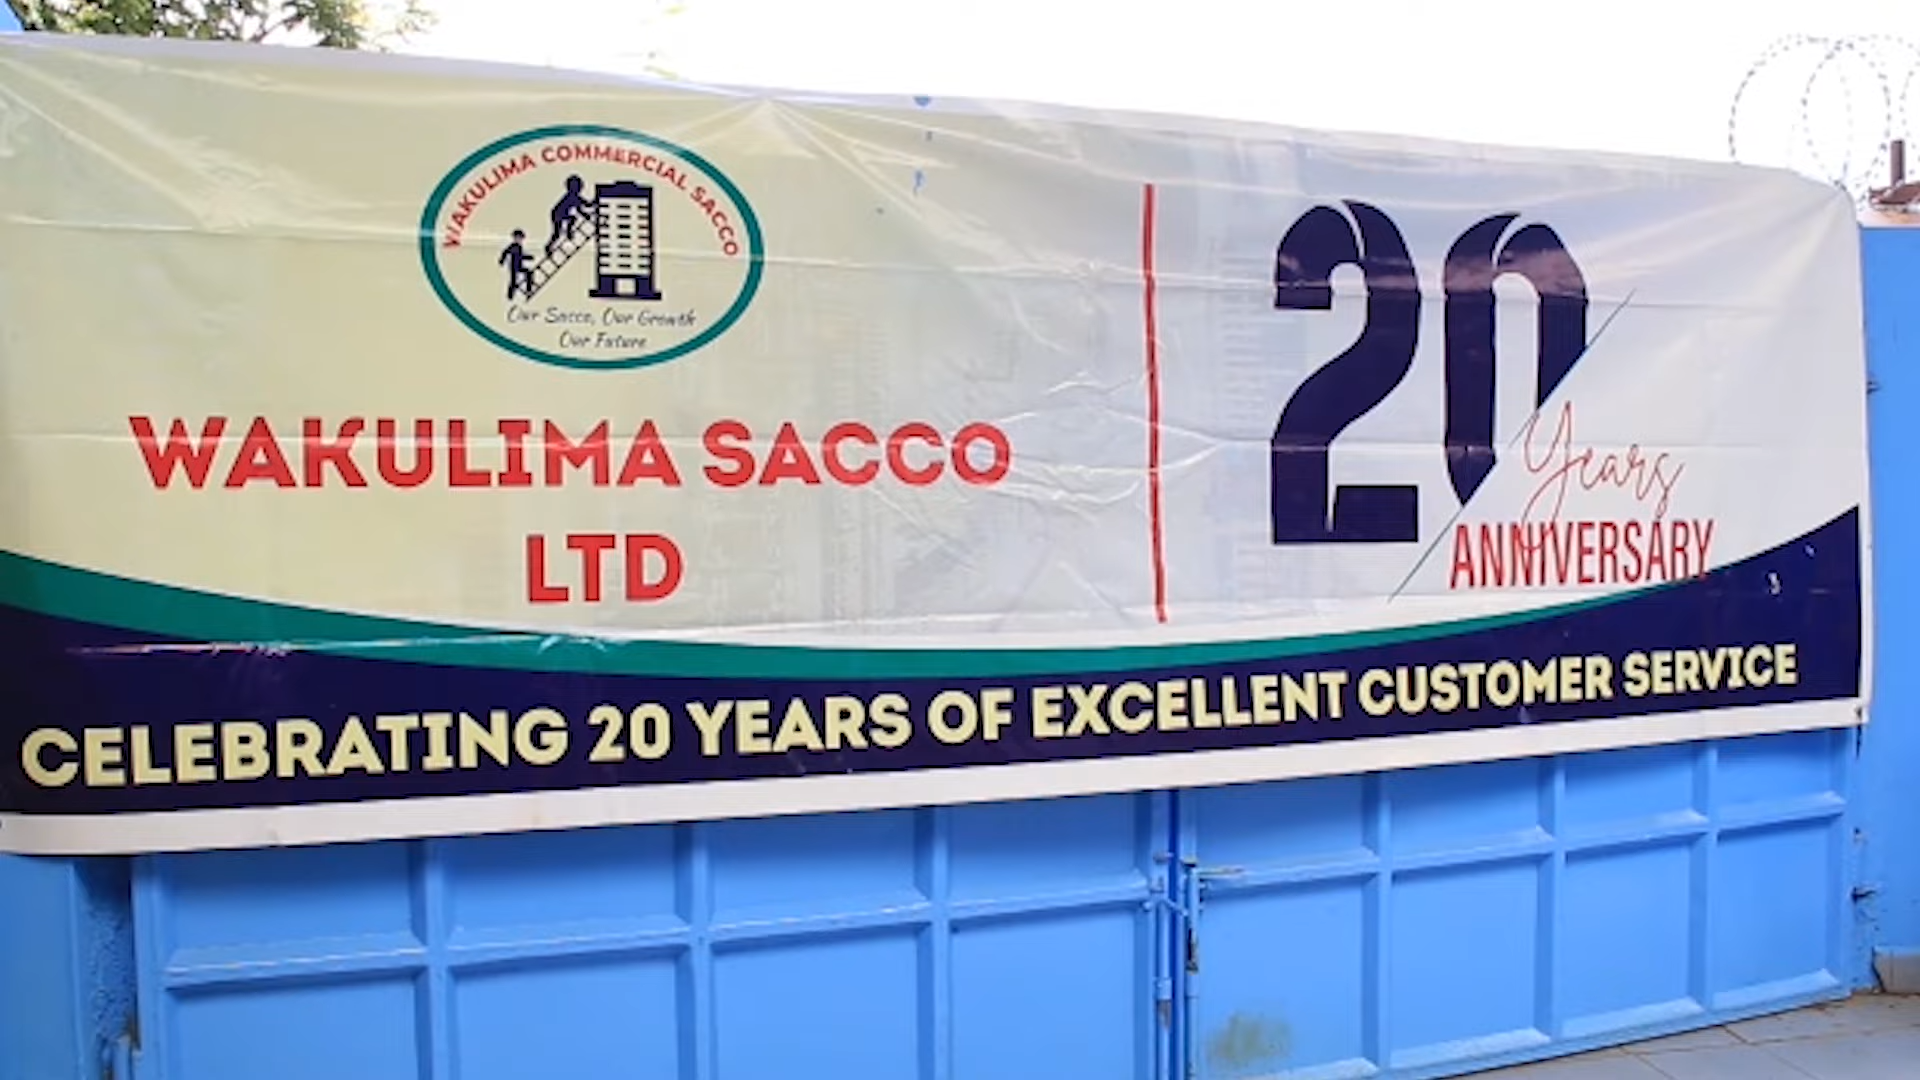 WAKULIMA COMMERCIAL SACCO
Our Sacco, Our Growth
Our Future
WAKULIMA SACCO
LTD
20
Years
ANNIVERSARY
CELEBRATING 20 YEARS OF EXCELLENT CUSTOMER SERVICE